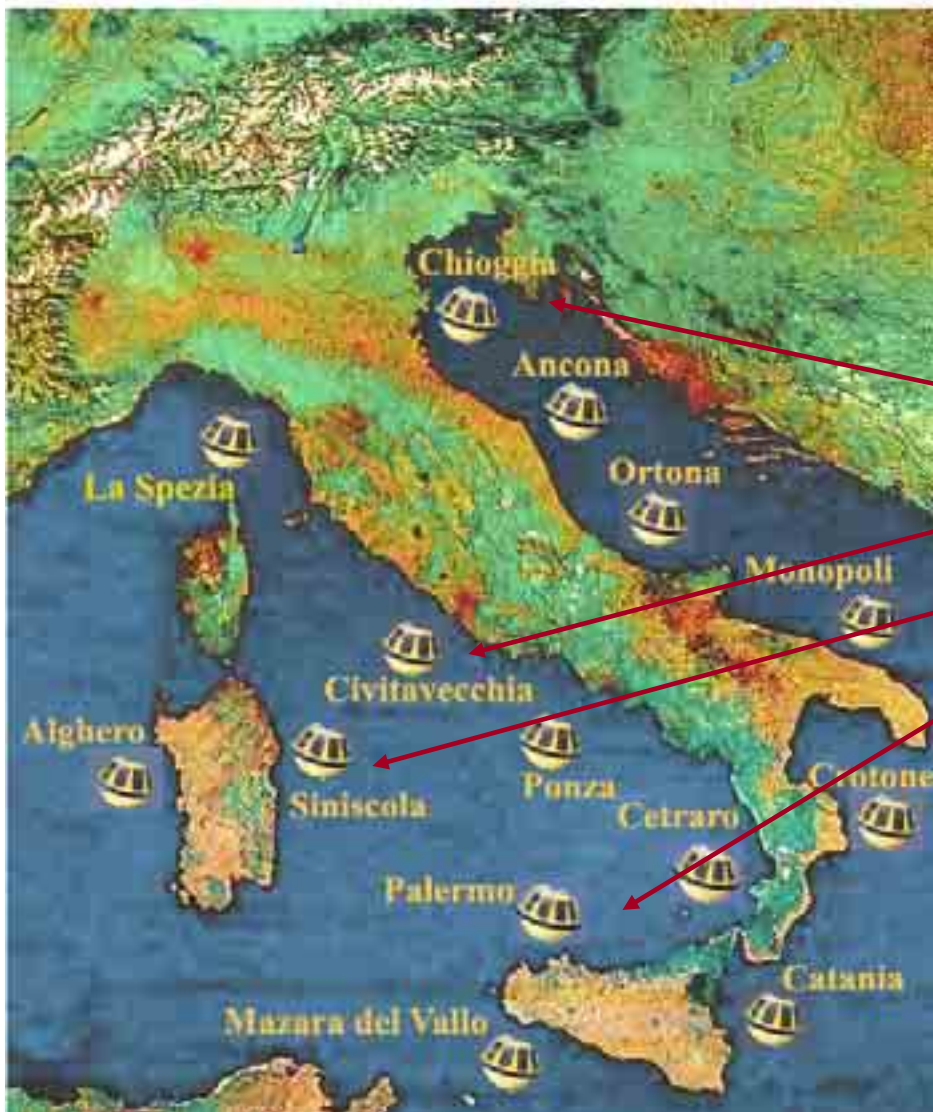 Chioggia
Ancona
Ortona
La Spezia
Monopoli
Civitavecchia
Alghero
Siniscola
Ponza
Crotone
Cetraro
Palermo
Catania
Mazara del Vallo